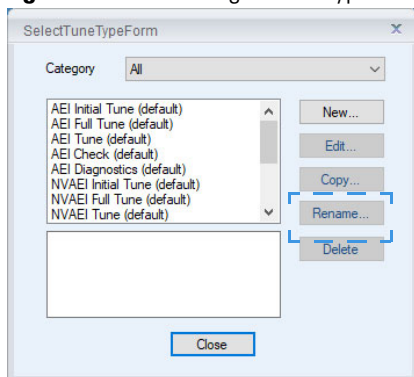 SelectTuneTypeForm x
Category All
AEI Initial Tune (default)
AEI Full Tune (default)
AEI Tune (default)
AEI Check (default)
AEI Diagnostics (default)
NVAEI Initial Tune (default)
NVAEI Full Tune (default)
NVAEI Tune (default)
New...
Edit...
Copy...
Rename...
Delete
Close